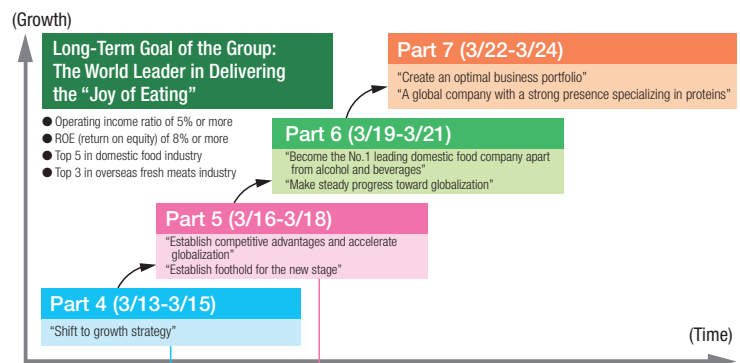 (Growth)
Long-Term Goal of the Group:
The World Leader in Delivering
the “Joy of Eating”
● Operating income ratio of 5% or more
● ROE (return on equity) of 8% or more
● Top 5 in domestic food industry
● Top 3 in overseas fresh meats industry
Part 7 (3/22-3/24)
“Create an optimal business portfolio”
“A global company with a strong presence specializing in proteins”
Part 6 (3/19-3/21)
“Become the No.1 leading domestic food company apart
from alcohol and beverages”
“Make steady progress toward globalization”
Part 5 (3/16-3/18)
“Establish competitive advantages and accelerate
globalization”
“Establish foothold for the new stage”
Part 4 (3/13-3/15)
“Shift to growth strategy”
(Time)